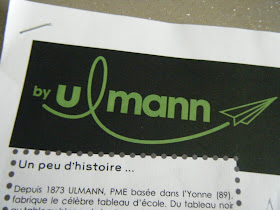 by ulmann
Un peu d'histoire ...
Depuis 1873 ULMANN, PME basée dans l'Yonne (89),
fabrique le célèbre tableau d'école. Du tableau noir